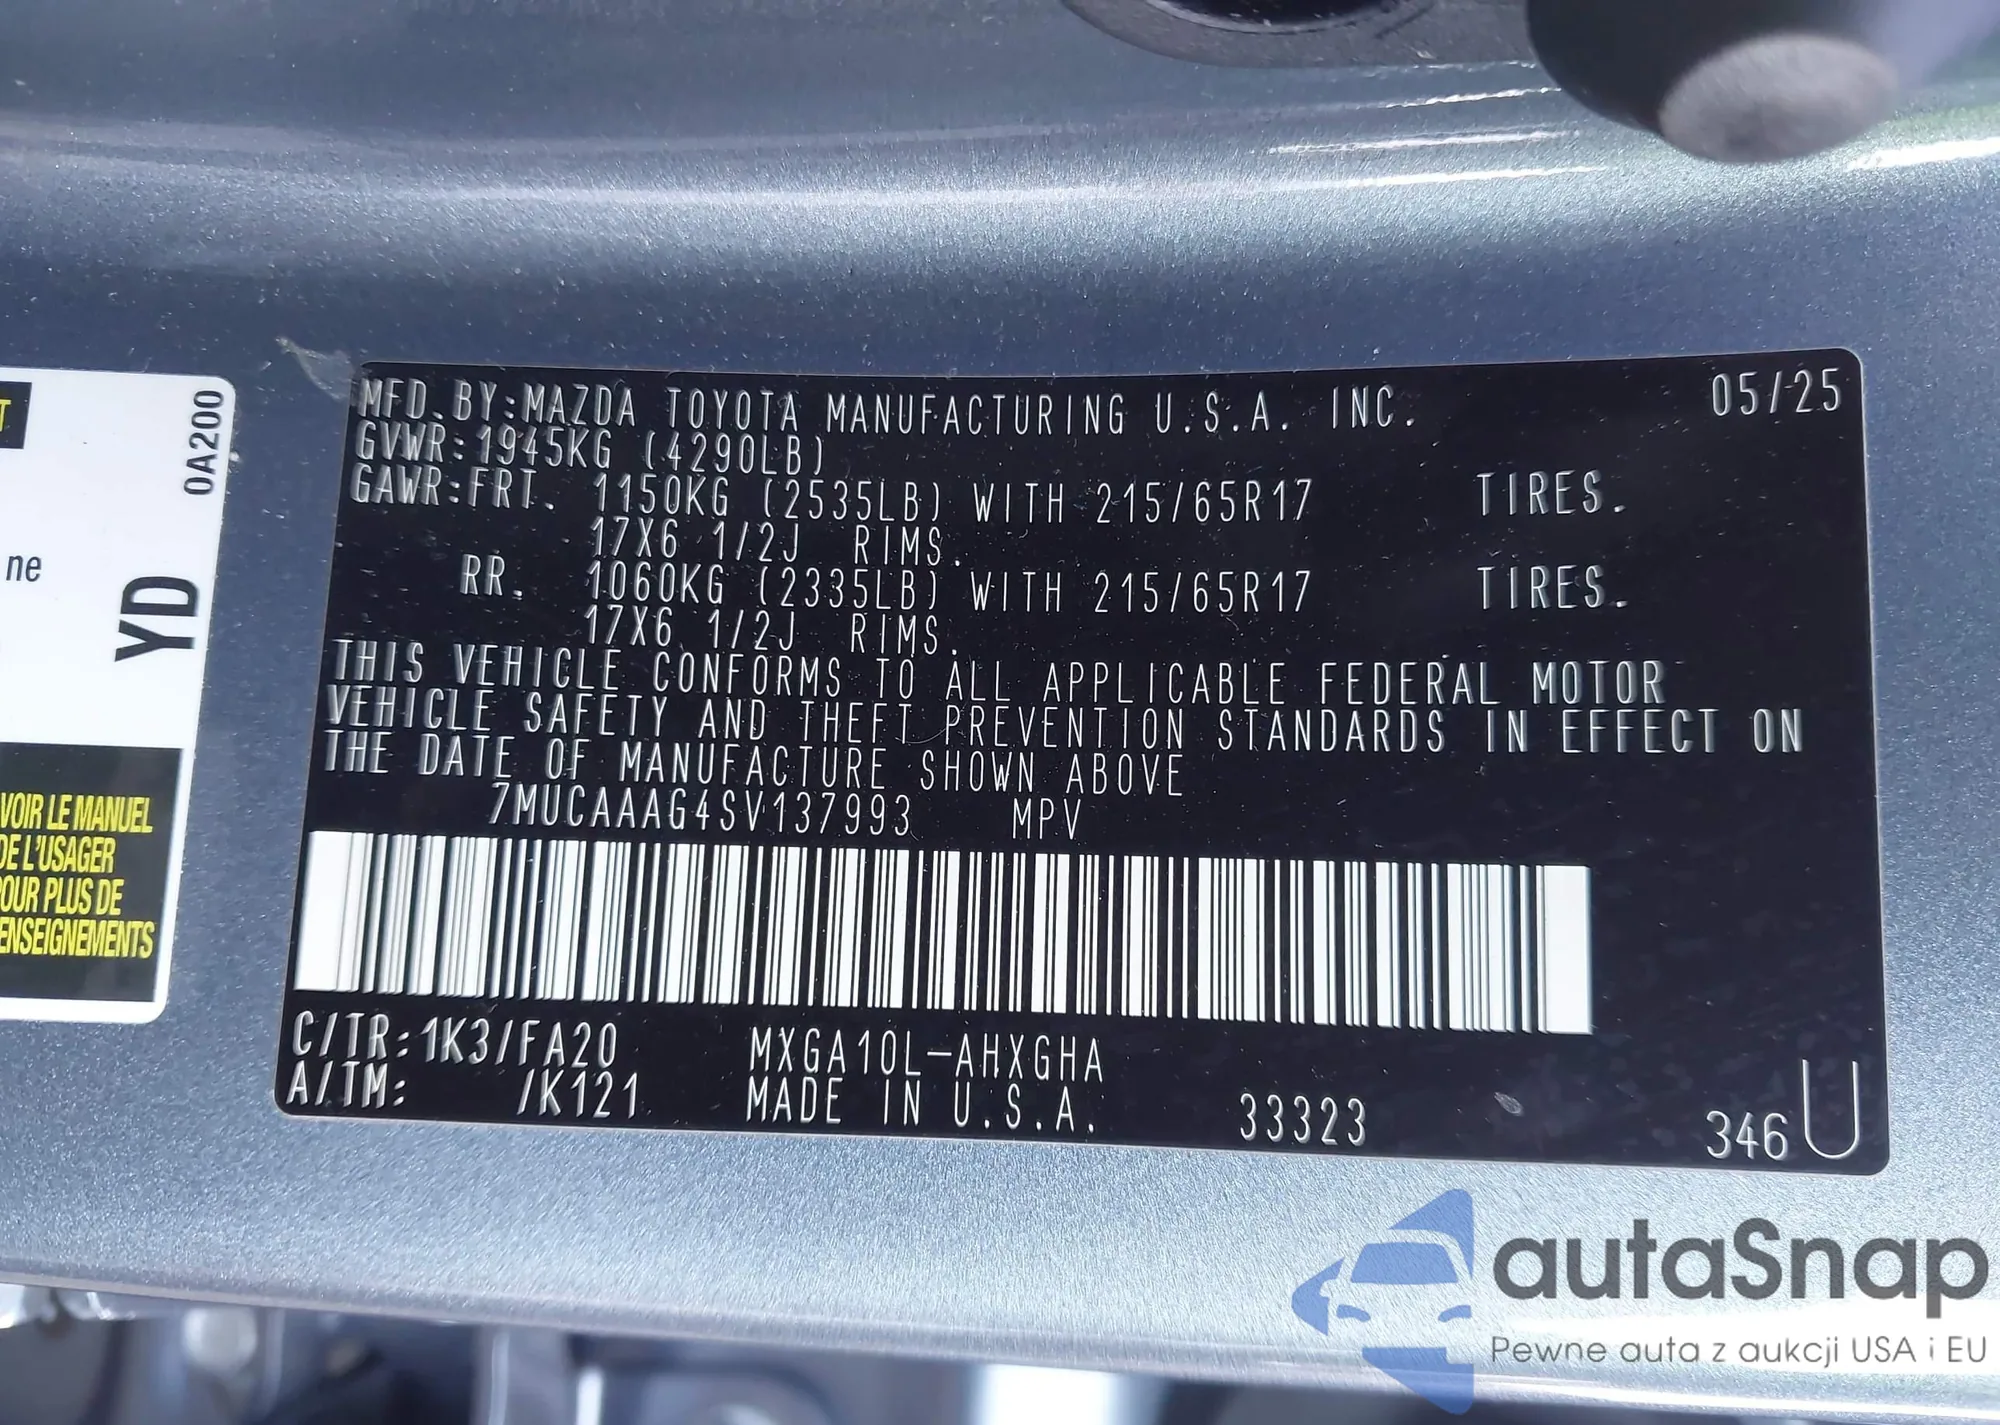 MFD. BY:MAZDA TOYOTA MANUFACTURING U.S.A. INC. 05/25
GVWR:1945KG (4290LB)
GAWR:FRT. 1150KG (2535LB) WITH 215/65R17 TIRES.
17X6 1/2J RIMS.
RR. 1060KG (2335LB) WITH 215/65R17 TIRES.
17X6 1/2J RIMS.
THIS VEHICLE CONFORMS TO ALL APPLICABLE FEDERAL MOTOR
VEHICLE SAFETY AND THEFT PREVENTION STANDARDS IN EFFECT ON
THE DATE OF MANUFACTURE SHOWN ABOVE
7MUCAAAG4SV137993 MPV
C/TR:1K3/FA20 MXGA10L-AHXGHA
A/TM: /K121 MADE IN U.S.A. 33323 346 U
0A200
YD
ne
VOIR LE MANUEL
DE L'USAGER
POUR PLUS DE
ENSEIGNEMENTS
autaSnap
Pewne auta z aukcji USA i EU